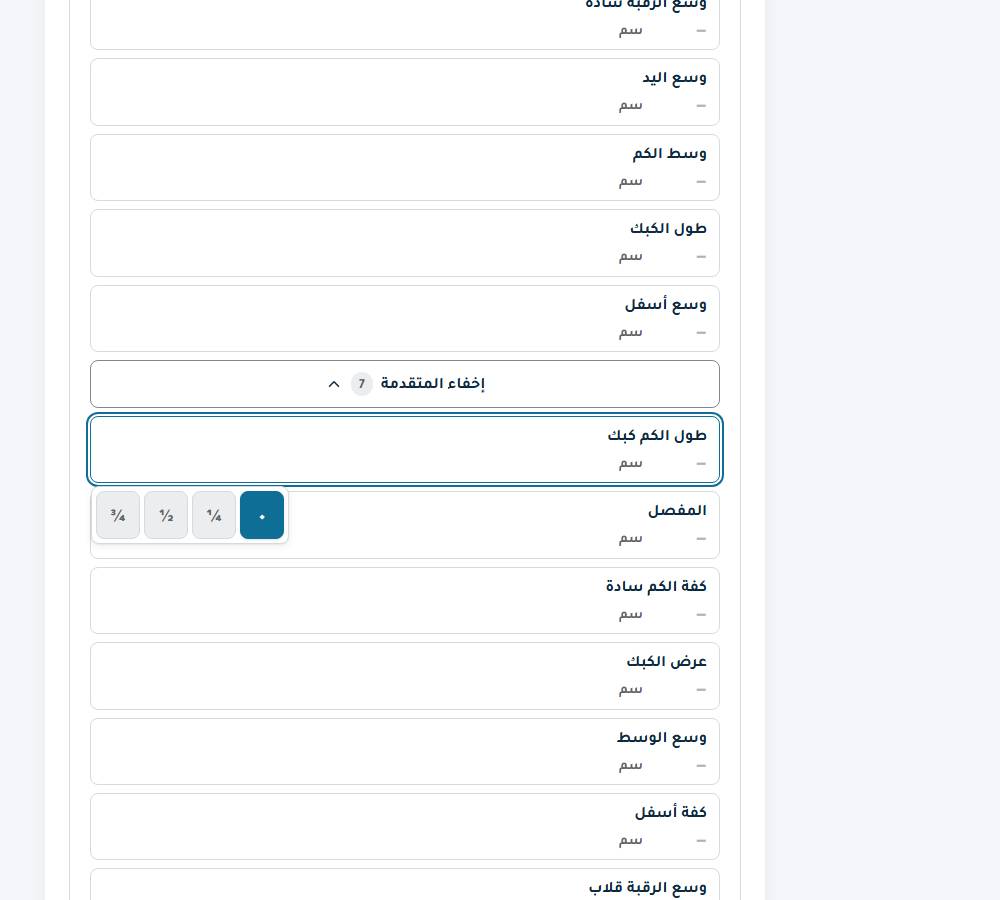 وسع الرقبة سادة
— سم
وسع اليد
— سم
وسط الكم
— سم
طول الكبك
— سم
وسع أسفل
— سم
إخفاء المتقدمة 7
طول الكم كبك
— سم
المفصل
— سم
٠ ¼ ½ ¾
كفة الكم سادة
— سم
عرض الكبك
— سم
وسع الوسط
— سم
كفة أسفل
— سم
وسع الرقبة قلاب